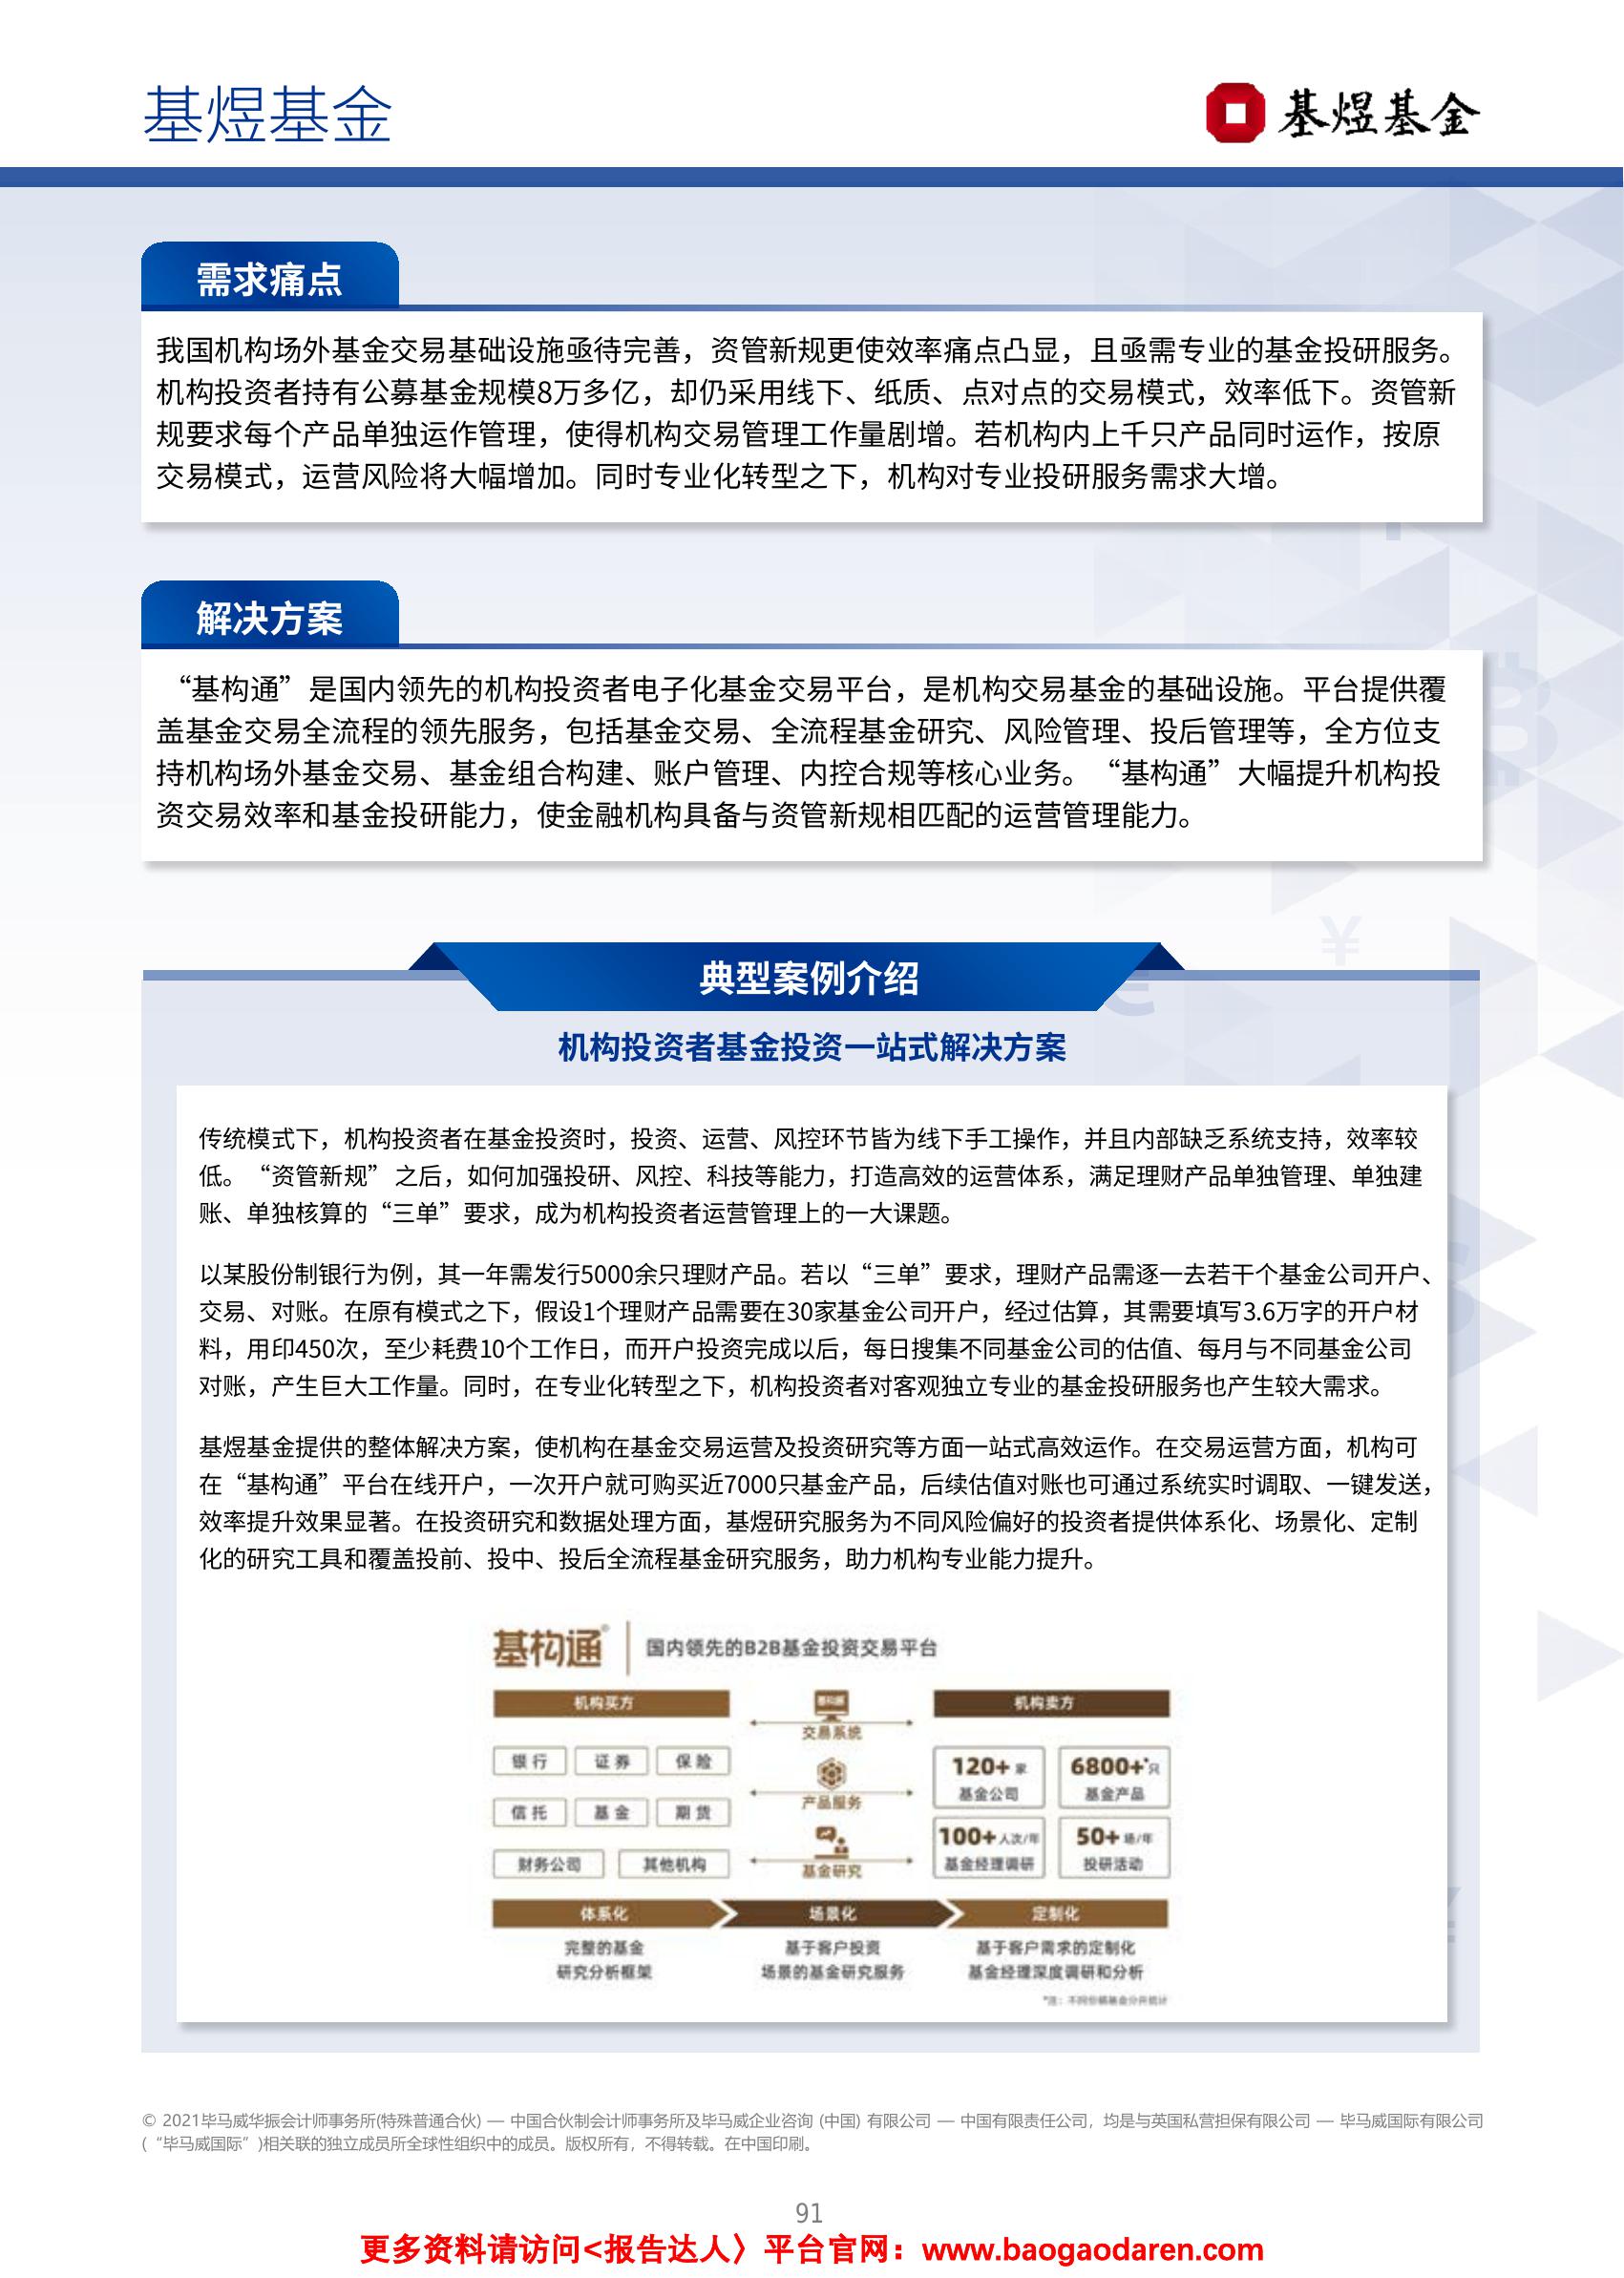 基煜基金
基煜基金
需求痛点
我国机构场外基金交易基础设施亟待完善，资管新规更使效率痛点凸显，且亟需专业的基金投研服务。
机构投资者持有公募基金规模8万多亿，却仍采用线下、纸质、点对点的交易模式，效率低下。资管新
规要求每个产品单独运作管理，使得机构交易管理工作量剧增。若机构内上千只产品同时运作，按原
交易模式，运营风险将大幅增加。同时专业化转型之下，机构对专业投研服务需求大增。
解决方案
“基构通”是国内领先的机构投资者电子化基金交易平台，是机构交易基金的基础设施。平台提供覆
盖基金交易全流程的领先服务，包括基金交易、全流程基金研究、风险管理、投后管理等，全方位支
持机构场外基金交易、基金组合构建、账户管理、内控合规等核心业务。“基构通”大幅提升机构投
资交易效率和基金投研能力，使金融机构具备与资管新规相匹配的运营管理能力。
典型案例介绍
机构投资者基金投资一站式解决方案
传统模式下，机构投资者在基金投资时，投资、运营、风控环节皆为线下手工操作，并且内部缺乏系统支持，效率较
低。“资管新规”之后，如何加强投研、风控、科技等能力，打造高效的运营体系，满足理财产品单独管理、单独建
账、单独核算的“三单”要求，成为机构投资者运营管理上的一大课题。
以某股份制银行为例，其一年需发行5000余只理财产品。若以“三单”要求，理财产品需逐一去若干个基金公司开户、
交易、对账。在原有模式之下，假设1个理财产品需要在30家基金公司开户，经过估算，其需要填写3.6万字的开户材
料，用印450次，至少耗费10个工作日，而开户投资完成以后，每日搜集不同基金公司的估值、每月与不同基金公司
对账，产生巨大工作量。同时，在专业化转型之下，机构投资者对客观独立专业的基金投研服务也产生较大需求。
基煜基金提供的整体解决方案，使机构在基金交易运营及投资研究等方面一站式高效运作。在交易运营方面，机构可
在“基构通”平台在线开户，一次开户就可购买近7000只基金产品，后续估值对账也可通过系统实时调取、一键发送，
效率提升效果显著。在投资研究和数据处理方面，基煜研究服务为不同风险偏好的投资者提供体系化、场景化、定制
化的研究工具和覆盖投前、投中、投后全流程基金研究服务，助力机构专业能力提升。
基构通® 国内领先的B2B基金投资交易平台
机构买方 机构卖方
交易系统
银行 证券 保险
120+家 6800+*只
产品服务
基金公司 基金产品
信托 基金 期货
100+人次/年 50+场/年
财务公司 其他机构 基金研究 基金经理调研 投研活动
体系化 场景化 定制化
完整的基金 基于客户投资 基于客户需求的定制化
研究分析框架 场景的基金研究服务 基金经理深度调研和分析
*注：不同份额基金分开统计
© 2021毕马威华振会计师事务所(特殊普通合伙) — 中国合伙制会计师事务所及毕马威企业咨询 (中国) 有限公司 — 中国有限责任公司，均是与英国私营担保有限公司 — 毕马威国际有限公司
(“毕马威国际”)相关联的独立成员所全球性组织中的成员。版权所有，不得转载。在中国印刷。
91
更多资料请访问<报告达人〉平台官网：www.baogaodaren.com